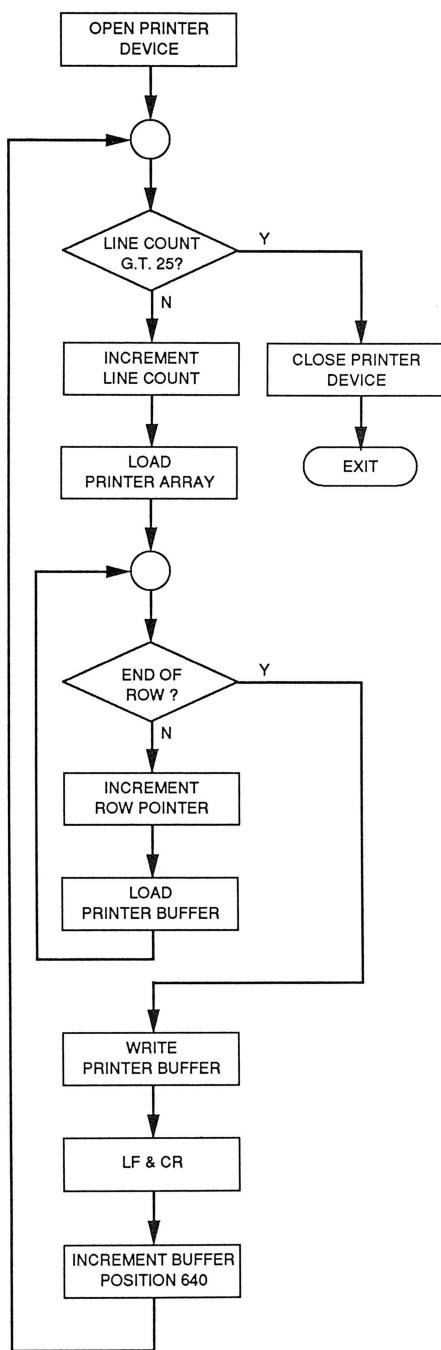 OPEN PRINTER
DEVICE
LINE COUNT
G.T. 25?
Y
N
INCREMENT
LINE COUNT
CLOSE PRINTER
DEVICE
LOAD
PRINTER ARRAY
EXIT
END OF
ROW ?
Y
N
INCREMENT
ROW POINTER
LOAD
PRINTER BUFFER
WRITE
PRINTER BUFFER
LF & CR
INCREMENT BUFFER
POSITION 640